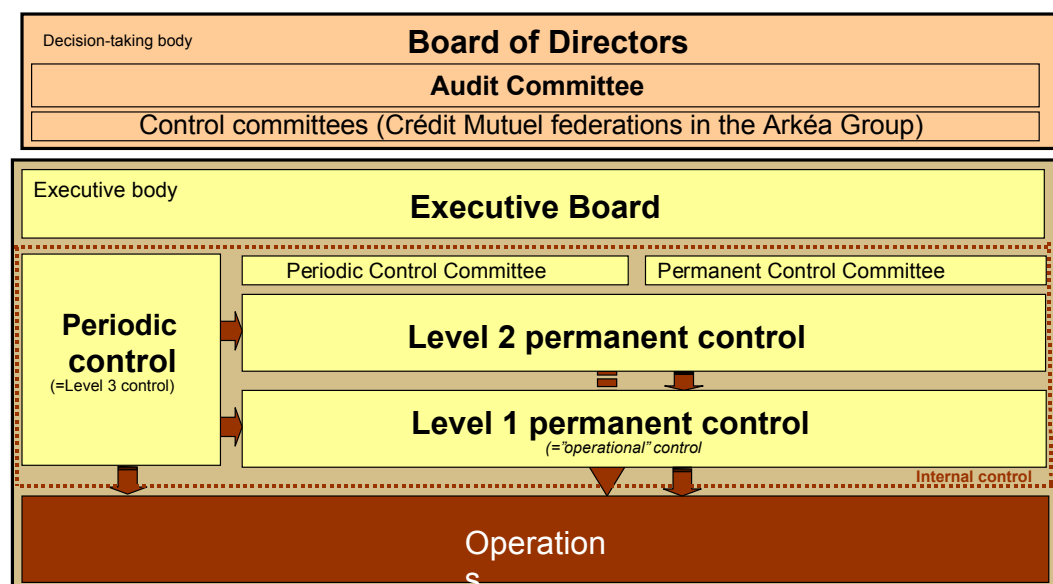 Decision-taking body
Board of Directors
Audit Committee
Control committees (Crédit Mutuel federations in the Arkéa Group)
Executive body
Executive Board
Periodic Control Committee
Permanent Control Committee
Periodic
control
(=Level 3 control)
Level 2 permanent control
Level 1 permanent control
(="operational" control
Internal control
Operation
s